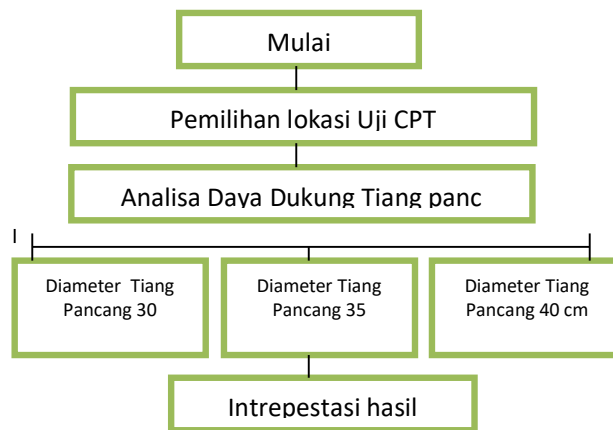 Mulai
Pemilihan lokasi Uji CPT
Analisa Daya Dukung Tiang panc
Diameter Tiang
Pancang 30
Diameter Tiang
Pancang 35
Diameter Tiang
Pancang 40 cm
Intrepestasi hasil